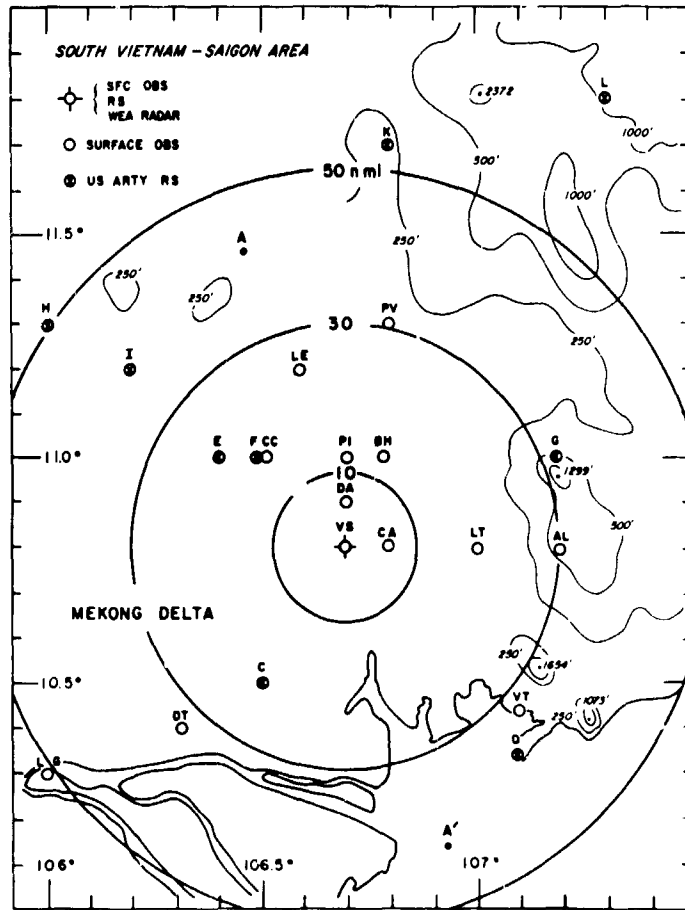 SOUTH VIETNAM – SAIGON AREA
SFC OBS
RS
WEA RADAR
SURFACE OBS
US ARTY RS
2372
L
1000'
K
500'
50 nmi
1000'
11.5°
A
250'
250'
250'
H
PV
30
250'
I
LE
E
F
CC
PI
BH
G
11.0°
10
1299'
DA
VS
CA
LT
AL
500'
MEKONG DELTA
250'
1654'
C
10.5°
VT
1073'
DT
250'
D
L G
A'
106°
106.5°
107°